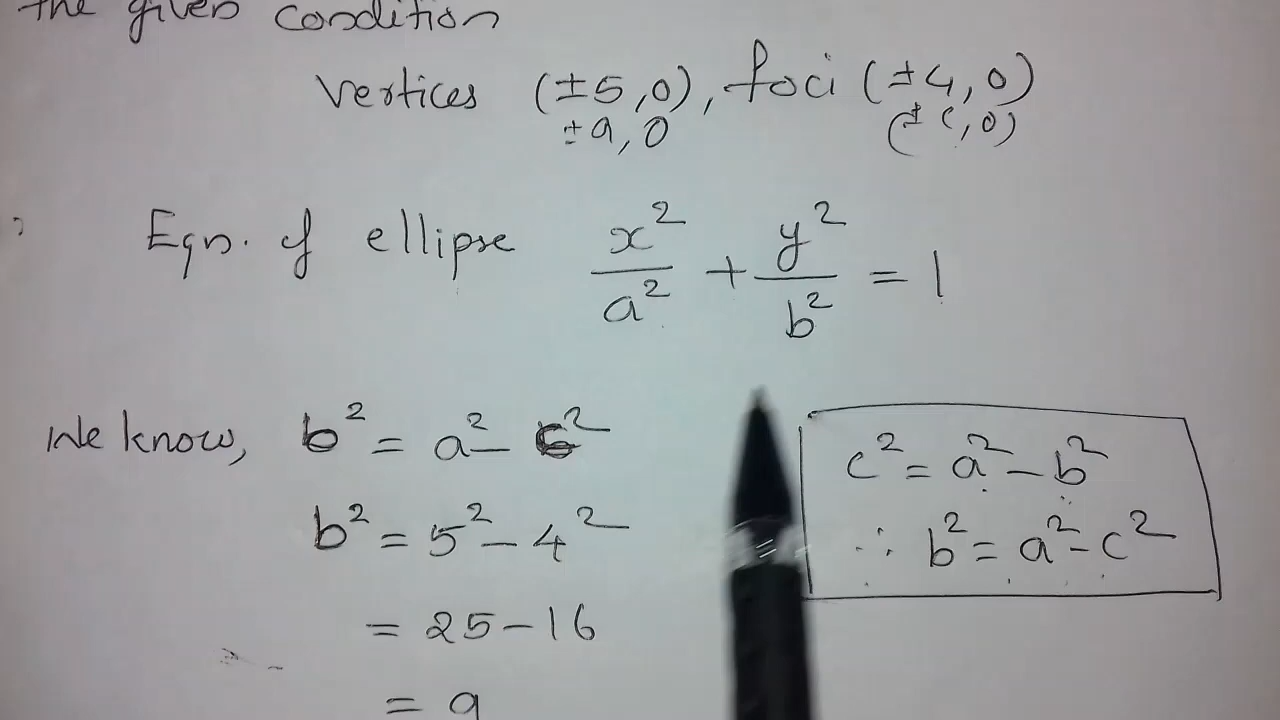 the given condition
Vertices (±5,0), foci (±4,0)
±a,0 (±c,0)
Eqn. of ellipse x²/a² + y²/b² = 1
We know, b² = a² - c²
b² = 5² - 4²
= 25 - 16
= 9
c² = a² - b²
∴ b² = a² - c²